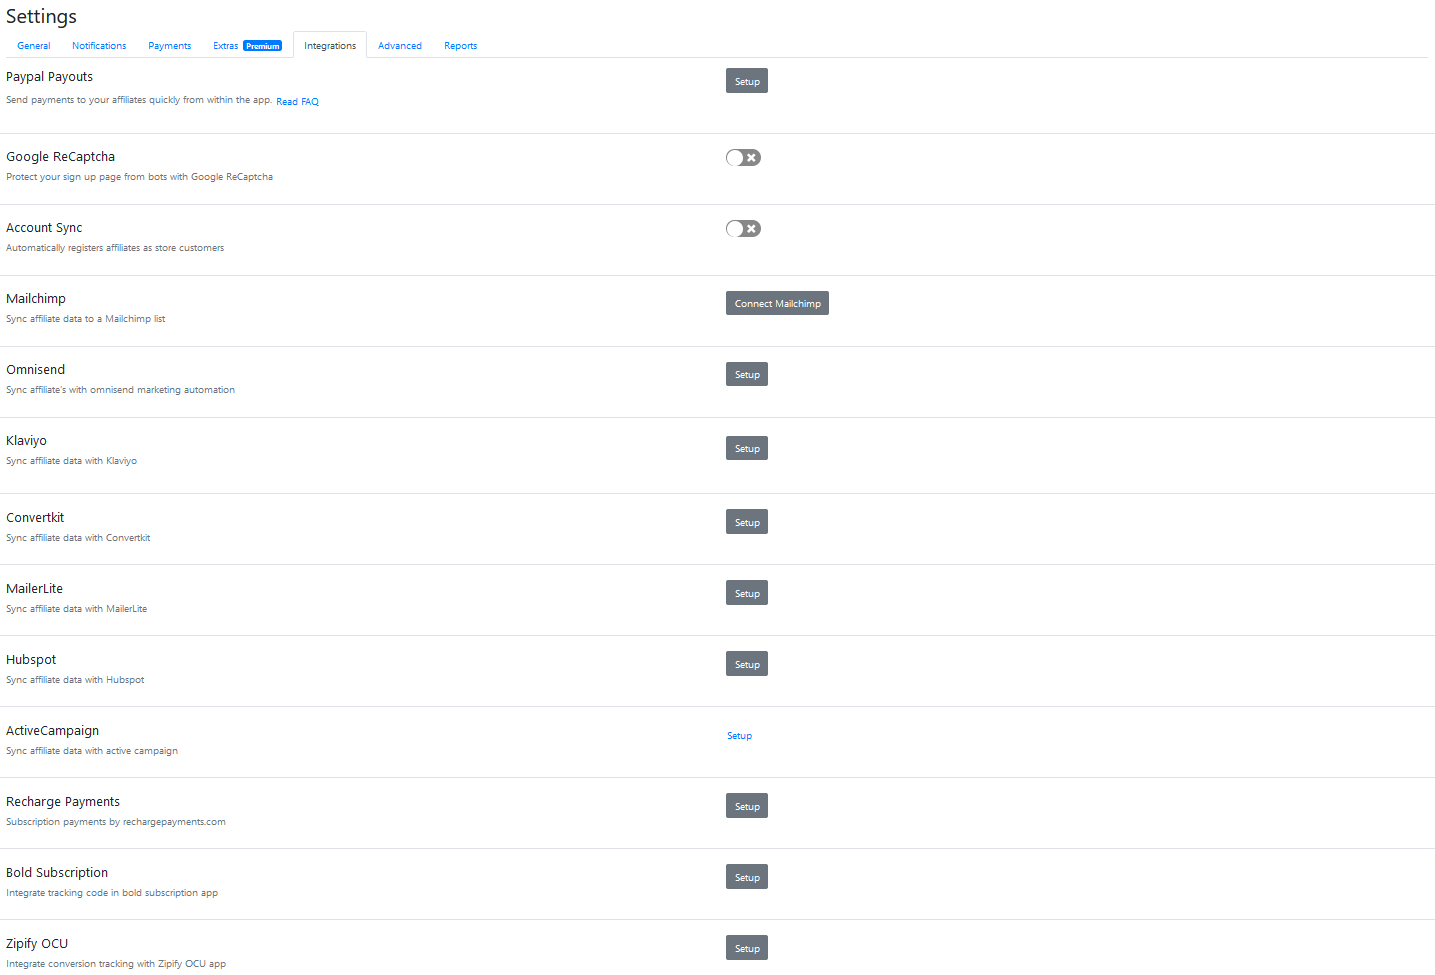 Settings
General Notifications Payments Extras Premium Integrations Advanced Reports
Paypal Payouts
Setup
Send payments to your affiliates quickly from within the app. Read FAQ
Google ReCaptcha
Protect your sign up page from bots with Google ReCaptcha
Account Sync
Automatically registers affiliates as store customers
Mailchimp
Connect Mailchimp
Sync affiliate data to a Mailchimp list
Omnisend
Setup
Sync affiliate's with omnisend marketing automation
Klaviyo
Setup
Sync affiliate data with Klaviyo
Convertkit
Setup
Sync affiliate data with Convertkit
MailerLite
Setup
Sync affiliate data with MailerLite
Hubspot
Setup
Sync affiliate data with Hubspot
ActiveCampaign
Setup
Sync affiliate data with active campaign
Recharge Payments
Setup
Subscription payments by rechargepayments.com
Bold Subscription
Setup
Integrate tracking code in bold subscription app
Zipify OCU
Setup
Integrate conversion tracking with Zipify OCU app